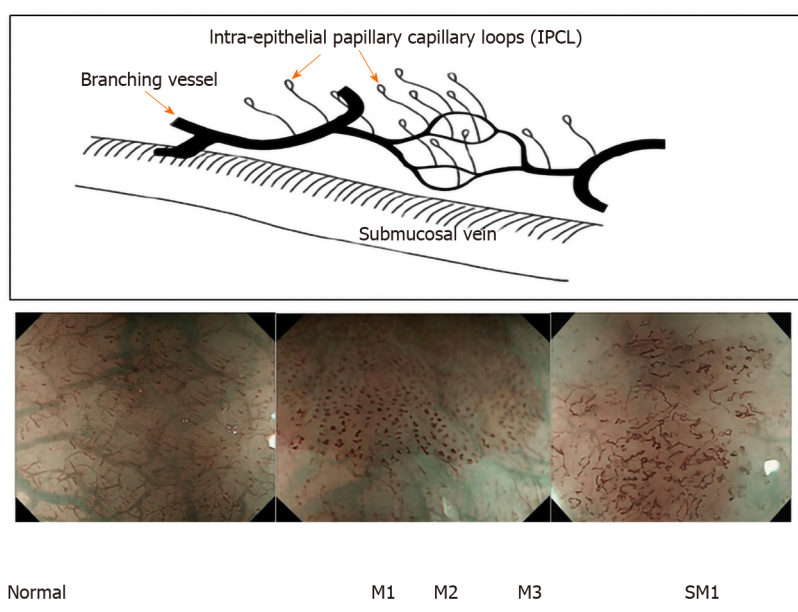 Intra-epithelial papillary capillary loops (IPCL)
Branching vessel
Submucosal vein
Normal M1 M2 M3 SM1